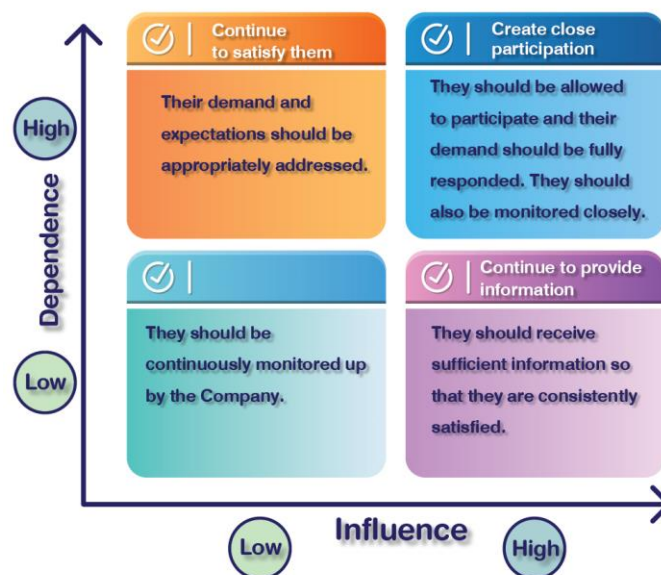 Continue
to satisfy them
Their demand and
expectations should be
appropriately addressed.
Create close
participation
They should be allowed
to participate and their
demand should be fully
responded. They should
also be monitored closely.
They should be
continuously monitored up
by the Company.
Continue to provide
information
They should receive
sufficient information so
that they are consistently
satisfied.
High
Dependence
Low
Low
Influence
High